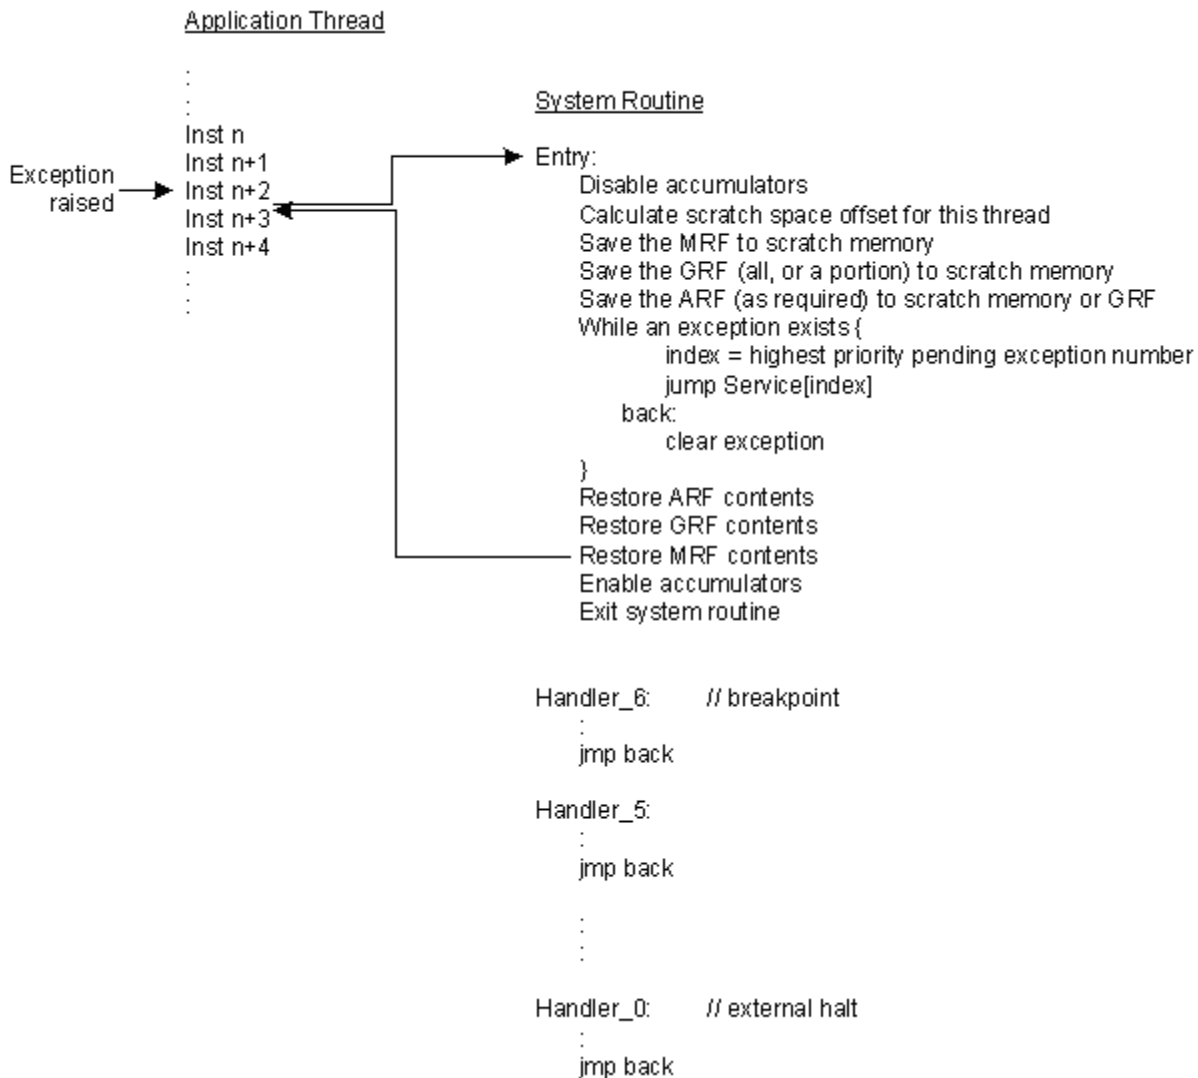 Application Thread
:
:
System Routine
Inst n
Inst n+1
Exception
raised
Inst n+2
Inst n+3
Inst n+4
:
:
Entry:
Disable accumulators
Calculate scratch space offset for this thread
Save the MRF to scratch memory
Save the GRF (all, or a portion) to scratch memory
Save the ARF (as required) to scratch memory or GRF
While an exception exists {
index = highest priority pending exception number
jump Service[index]
back:
clear exception
}
Restore ARF contents
Restore GRF contents
Restore MRF contents
Enable accumulators
Exit system routine
Handler_6: // breakpoint
:
jmp back
Handler_5:
:
jmp back
:
:
Handler_0: // external halt
:
jmp back